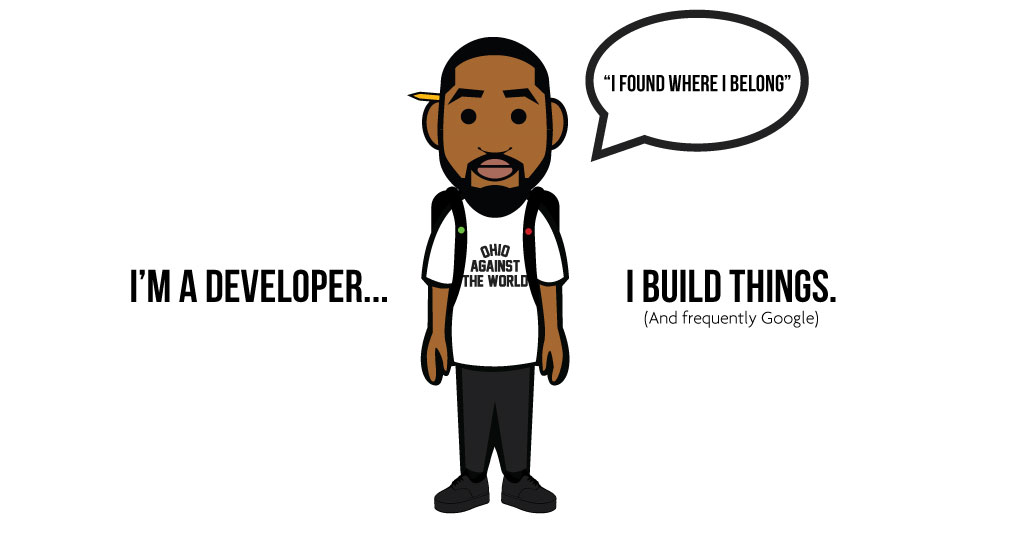 “I FOUND WHERE I BELONG”
OHIO
AGAINST
THE WORLD
I’M A DEVELOPER...
I BUILD THINGS.
(And frequently Google)